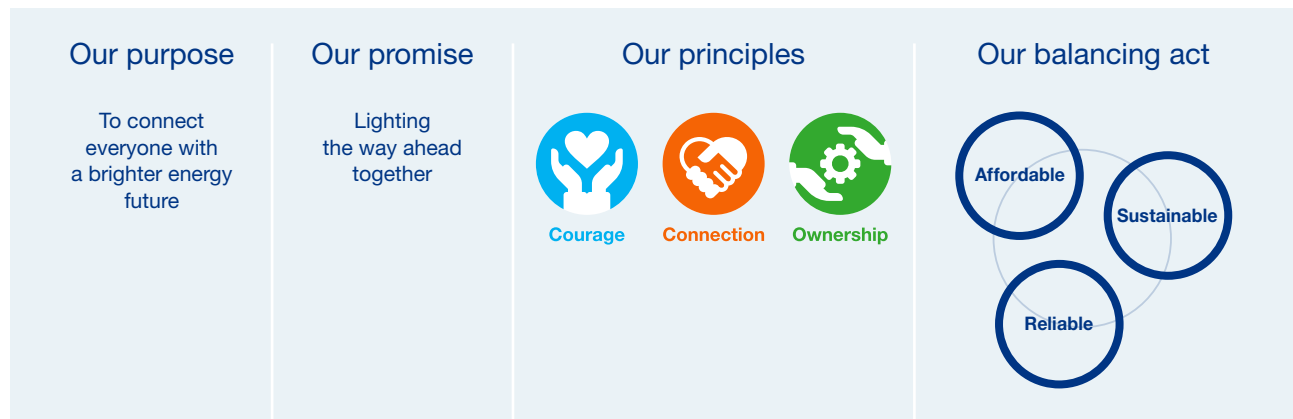 Our purpose
To connect
everyone with
a brighter energy
future
Our promise
Lighting
the way ahead
together
Our principles
Courage
Connection
Ownership
Our balancing act
Affordable
Sustainable
Reliable